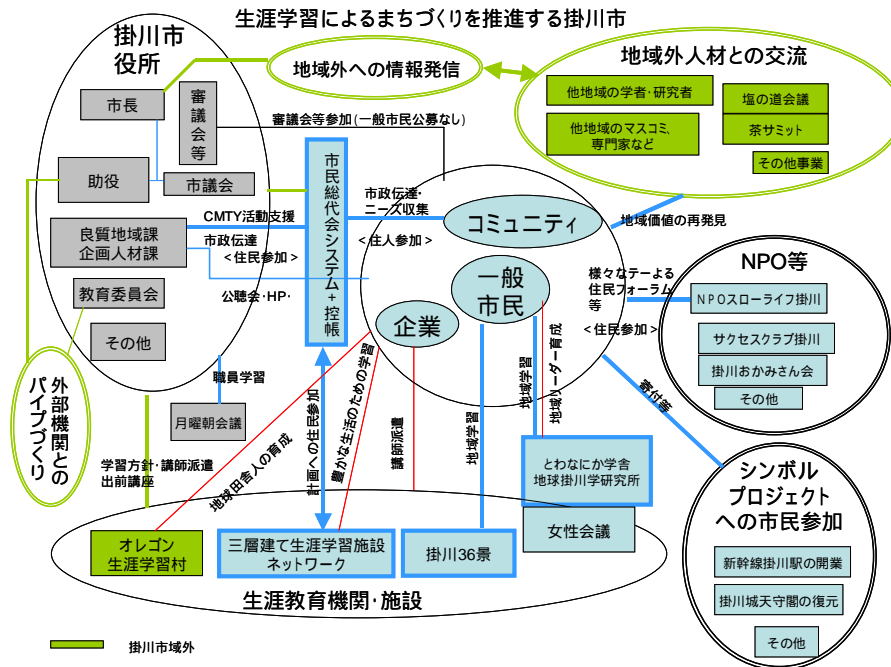 生涯学習によるまちづくりを推進する掛川市
掛川市
役所
地域外への情報発信
地域外人材との交流
市長
審議会等
助役
市議会
良質地域課
企画人材課
教育委員会
その他
審議会等参加(一般市民公募なし)
他地域の学者・研究者
他地域のマスコミ、
専門家など
塩の道会議
茶サミット
その他事業
市民総代会システム+控帳
CMTY活動支援
市政伝達
<住民参加>
公聴会・HP・
市政伝達・
ニーズ収集
<住人参加>
コミュニティ
一般
市民
企業
地域価値の再発見
様々なテーよる
住民フォーラム
等
<住民参加>
NPO等
NPOスローライフ掛川
サクセスクラブ掛川
掛川おかみさん会
その他
外部機関との
パイプづくり
職員学習
月曜朝会議
学習方針・講師派遣
出前講座
地球田舎人の育成
計画への住民参加
豊かな生活のための学習
講師派遣
地域学習
地域学習
地域リーダー育成
寄付等
とわなにか学舎
地球掛川学研究所
女性会議
オレゴン
生涯学習村
三層建て生涯学習施設
ネットワーク
掛川36景
生涯教育機関・施設
シンボル
プロジェクト
への市民参加
新幹線掛川駅の開業
掛川城天守閣の復元
その他
掛川市域外